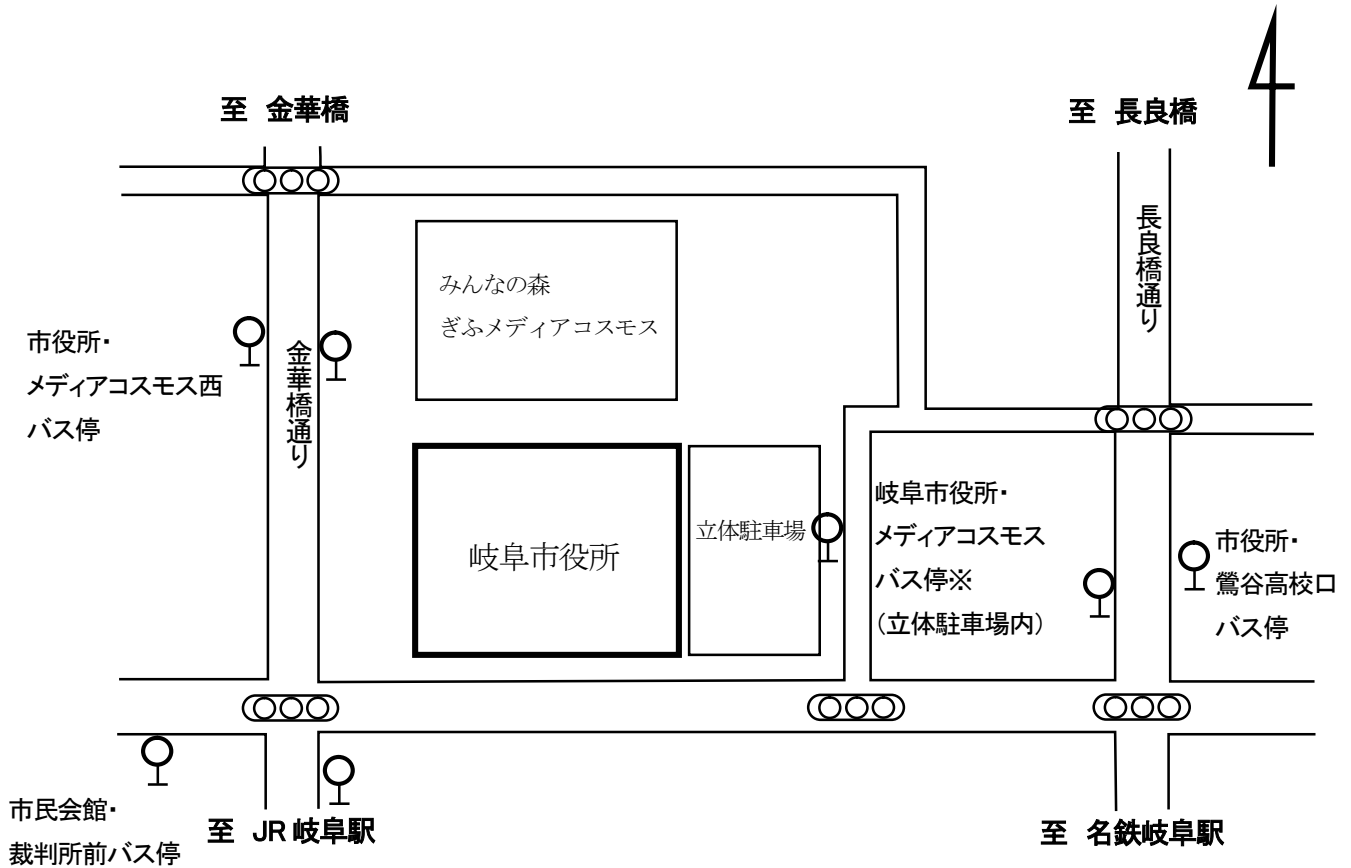 至 金華橋
至 長良橋
長良橋通り
みんなの森
ぎふメディアコスモス
市役所・
メディアコスモス西
バス停
金華橋通り
岐阜市役所
立体駐車場
岐阜市役所・
メディアコスモス
バス停※
(立体駐車場内)
市役所・
鶯谷高校口
バス停
市民会館・
裁判所前バス停
至 JR岐阜駅
至 名鉄岐阜駅